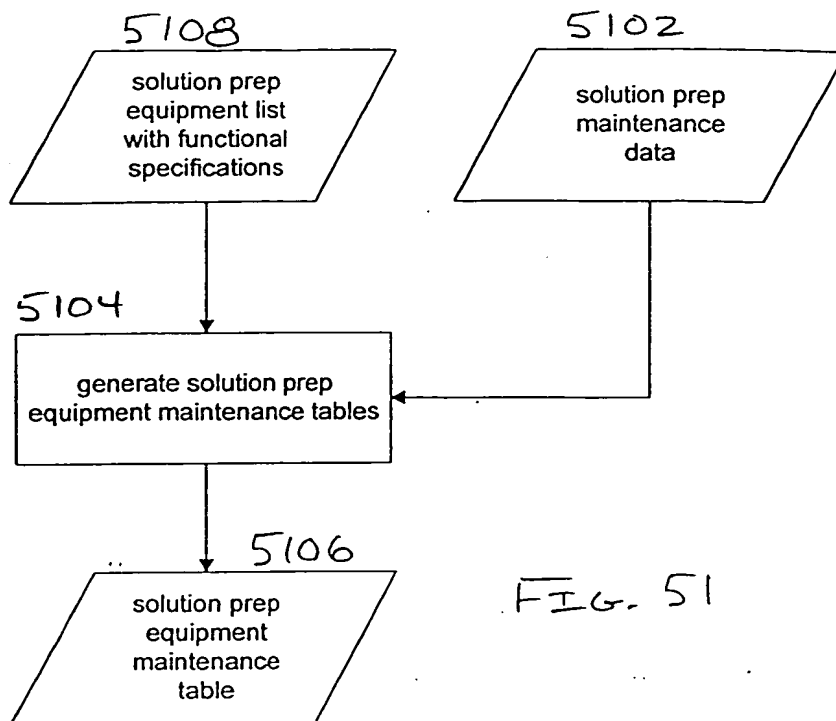 5108
solution prep
equipment list
with functional
specifications
5102
solution prep
maintenance
data
5104
generate solution prep
equipment maintenance tables
5106
solution prep
equipment
maintenance
table
FIG. 51